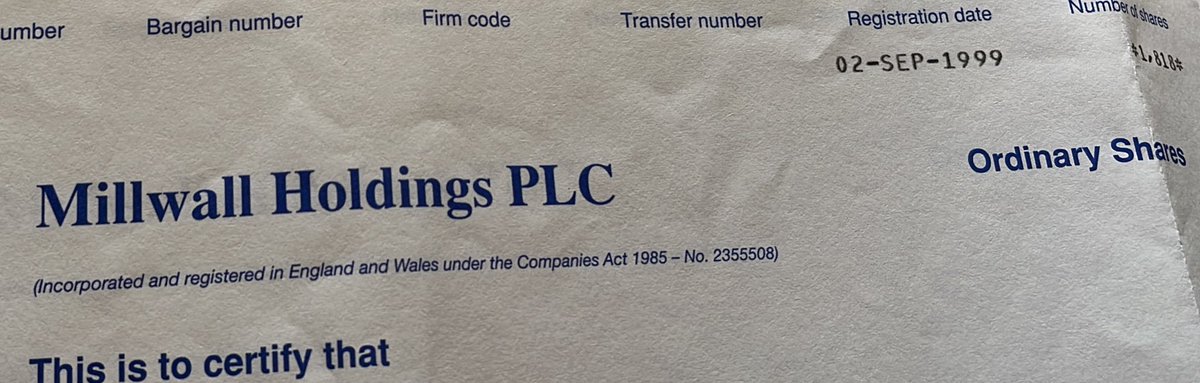 umber Bargain number Firm code Transfer number Registration date Number of shares
02-SEP-1999 *1,818*
Ordinary Shares
Millwall Holdings PLC
(Incorporated and registered in England and Wales under the Companies Act 1985 – No. 2355508)
This is to certify that